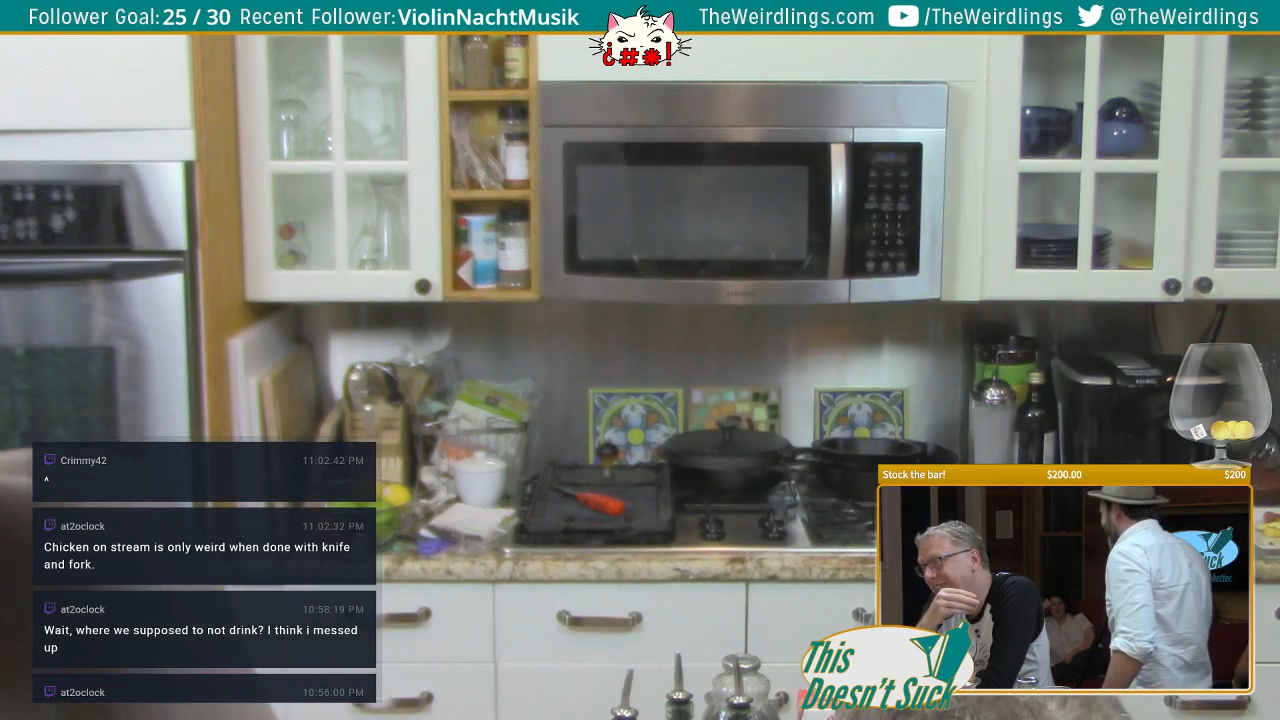 Follower Goal: 25 / 30 Recent Follower: ViolinNachtMusik
¿#*!
TheWeirdlings.com /TheWeirdlings @TheWeirdlings
Crimmy42 11:02:42 PM
^
at2oclock 11:02:32 PM
Chicken on stream is only weird when done with knife
and fork.
at2oclock 10:58:19 PM
Wait, where we supposed to not drink? I think i messed
up
at2oclock 10:56:00 PM
Stock the bar! $200.00 $200
Suck
better.
This
Doesn't Suck